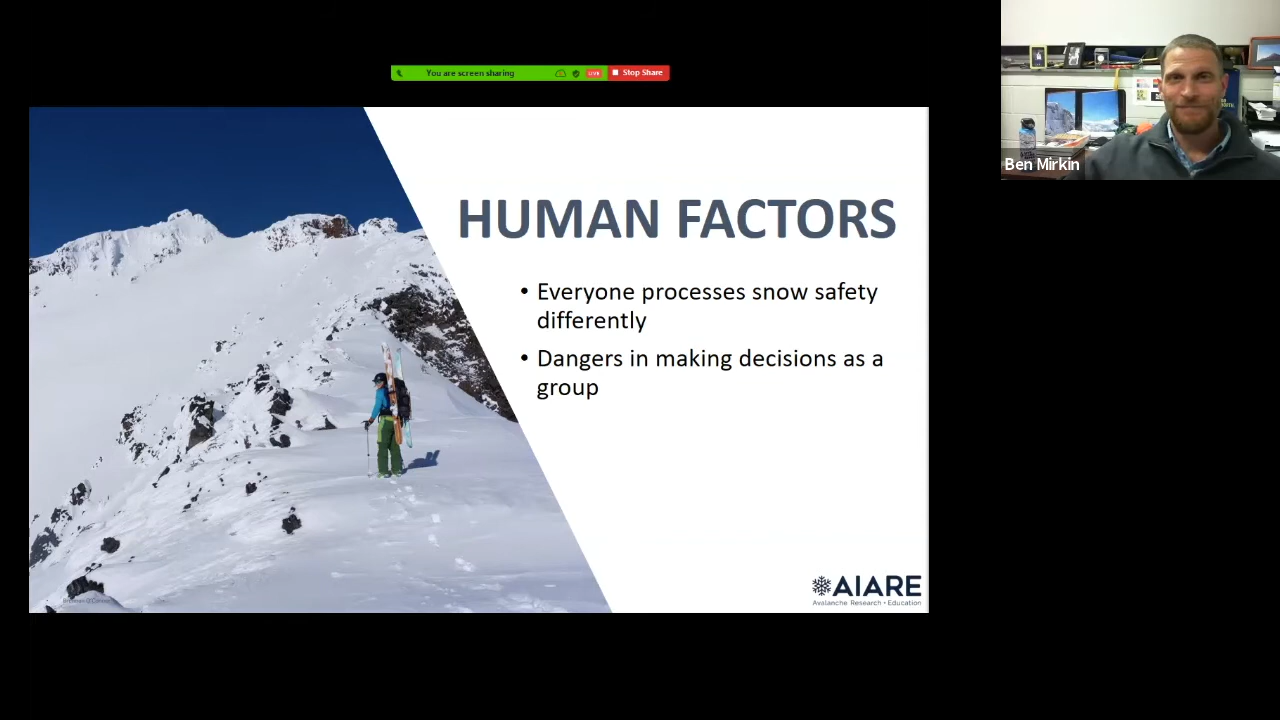 You are screen sharing
LIVE
Stop Share
Ben Mirkin
HUMAN FACTORS
• Everyone processes snow safety
differently
• Dangers in making decisions as a
group
AIARE
Avalanche Research • Education